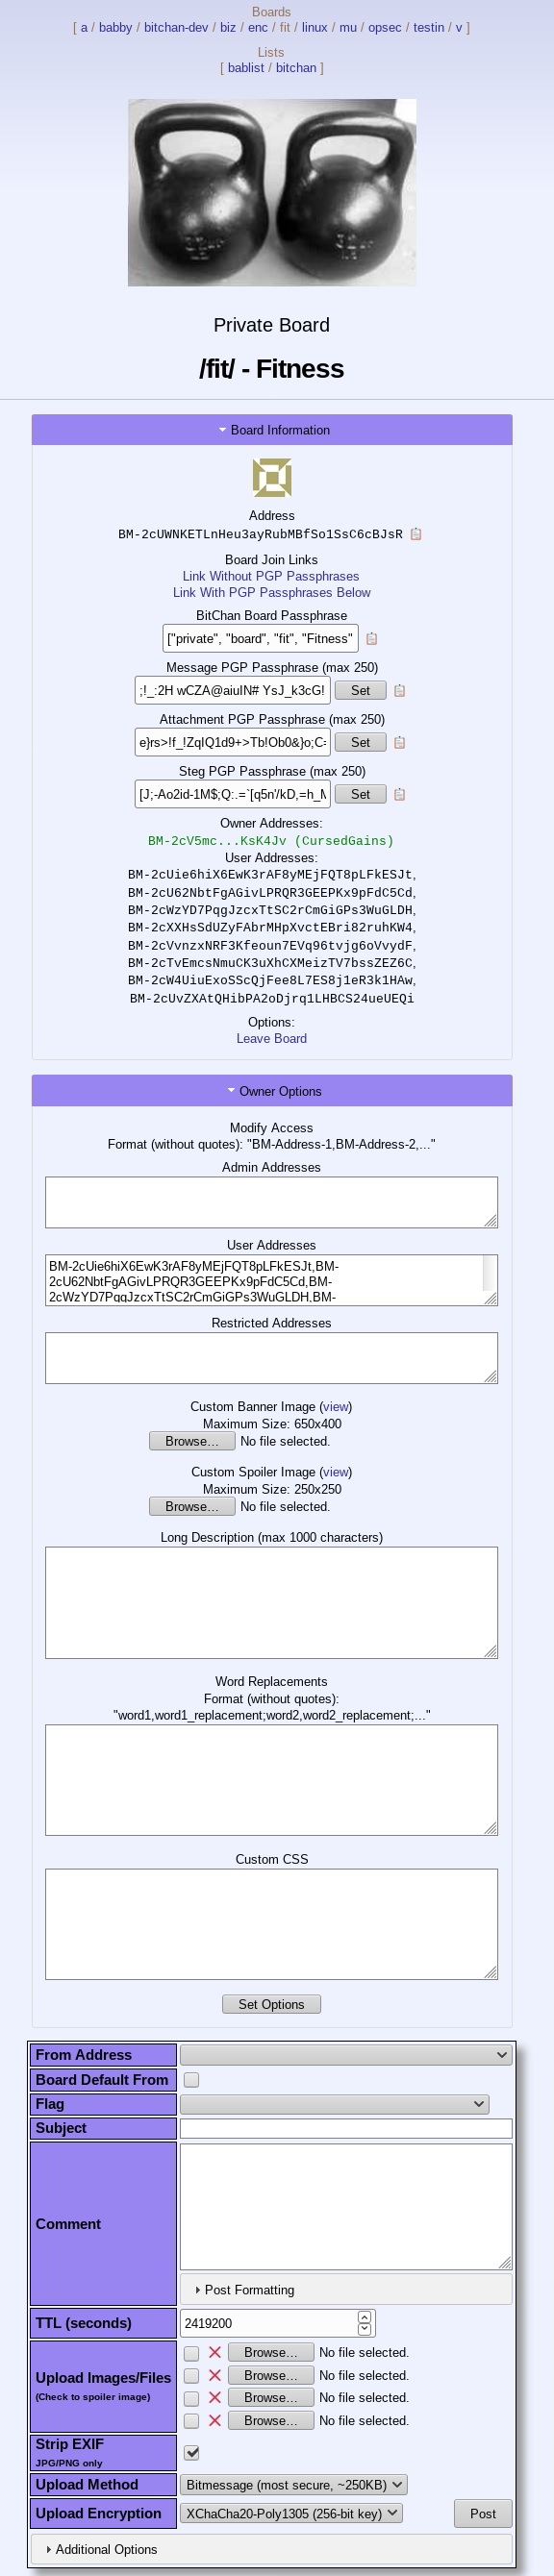 Boards
[ a / babby / bitchan-dev / biz / enc / fit / linux / mu / opsec / testin / v ]
Lists
[ bablist / bitchan ]
Private Board
/fit/ - Fitness
Board Information
Address
BM-2cUWNKETLnHeu3ayRubMBfSo1SsC6cBJsR
Board Join Links
Link Without PGP Passphrases
Link With PGP Passphrases Below
BitChan Board Passphrase
["private", "board", "fit", "Fitness"
Message PGP Passphrase (max 250)
;!_:2H wCZA@aiuIN# YsJ_k3cG! Set
Attachment PGP Passphrase (max 250)
e}rs>!f_!ZqIQ1d9+>Tb!Ob0&}o;C= Set
Steg PGP Passphrase (max 250)
[J;-Ao2id-1M$;Q:.=`[q5n'/kD,=h_M Set
Owner Addresses:
BM-2cV5mc...KsK4Jv (CursedGains)
User Addresses:
BM-2cUie6hiX6EwK3rAF8yMEjFQT8pLFkESJt,
BM-2cU62NbtFgAGivLPRQR3GEEPKx9pFdC5Cd,
BM-2cWzYD7PqgJzcxTtSC2rCmGiGPs3WuGLDH,
BM-2cXXHsSdUZyFAbrMHpXvctEBri82ruhKW4,
BM-2cVvnzxNRF3Kfeoun7EVq96tvjg6oVvydF,
BM-2cTvEmcsNmuCK3uXhCXMeizTV7bssZEZ6C,
BM-2cW4UiuExoSScQjFee8L7ES8j1eR3k1HAw,
BM-2cUvZXAtQHibPA2oDjrq1LHBCS24ueUEQi
Options:
Leave Board
Owner Options
Modify Access
Format (without quotes): "BM-Address-1,BM-Address-2,..."
Admin Addresses
User Addresses
BM-2cUie6hiX6EwK3rAF8yMEjFQT8pLFkESJt,BM-
2cU62NbtFgAGivLPRQR3GEEPKx9pFdC5Cd,BM-
2cWzYD7PqgJzcxTtSC2rCmGiGPs3WuGLDH,BM-
Restricted Addresses
Custom Banner Image (view)
Maximum Size: 650x400
Browse... No file selected.
Custom Spoiler Image (view)
Maximum Size: 250x250
Browse... No file selected.
Long Description (max 1000 characters)
Word Replacements
Format (without quotes):
"word1,word1_replacement;word2,word2_replacement;..."
Custom CSS
Set Options
From Address
Board Default From
Flag
Subject
Comment
Post Formatting
TTL (seconds) 2419200
Upload Images/Files
(Check to spoiler image)
Browse... No file selected.
Browse... No file selected.
Browse... No file selected.
Browse... No file selected.
Strip EXIF
JPG/PNG only
Upload Method Bitmessage (most secure, ~250KB)
Upload Encryption XChaCha20-Poly1305 (256-bit key) Post
Additional Options